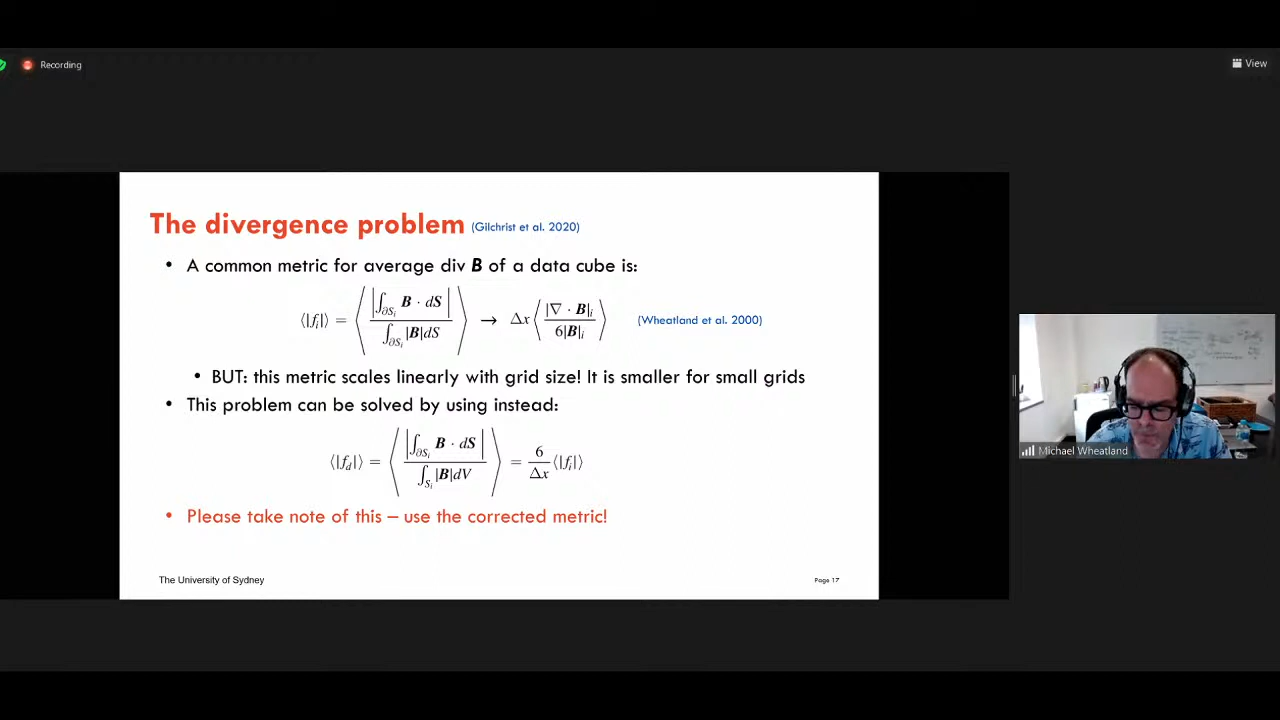 Recording
View
The divergence problem (Gilchrist et al. 2020)
• A common metric for average div B of a data cube is:
⟨|f_i|⟩ = ⟨ |∫_{∂S_i} B · dS| / ∫_{∂S_i} |B|dS ⟩ → Δx ⟨ |∇ · B|_i / 6|B|_i ⟩ (Wheatland et al. 2000)
• BUT: this metric scales linearly with grid size! It is smaller for small grids
• This problem can be solved by using instead:
⟨|f_d|⟩ = ⟨ |∫_{∂S_i} B · dS| / ∫_{S_i} |B|dV ⟩ = 6/Δx ⟨|f_i|⟩
• Please take note of this – use the corrected metric!
The University of Sydney
Page 17
Michael Wheatland